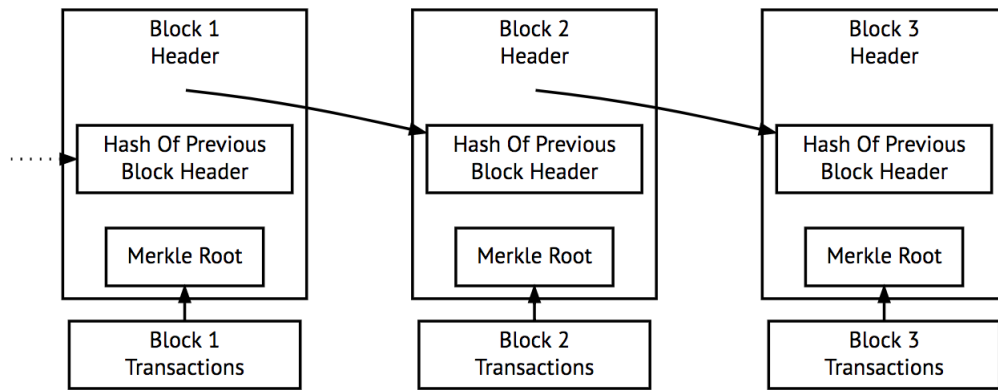 Block 1
Header
Hash Of Previous
Block Header
Merkle Root
Block 1
Transactions
Block 2
Header
Hash Of Previous
Block Header
Merkle Root
Block 2
Transactions
Block 3
Header
Hash Of Previous
Block Header
Merkle Root
Block 3
Transactions